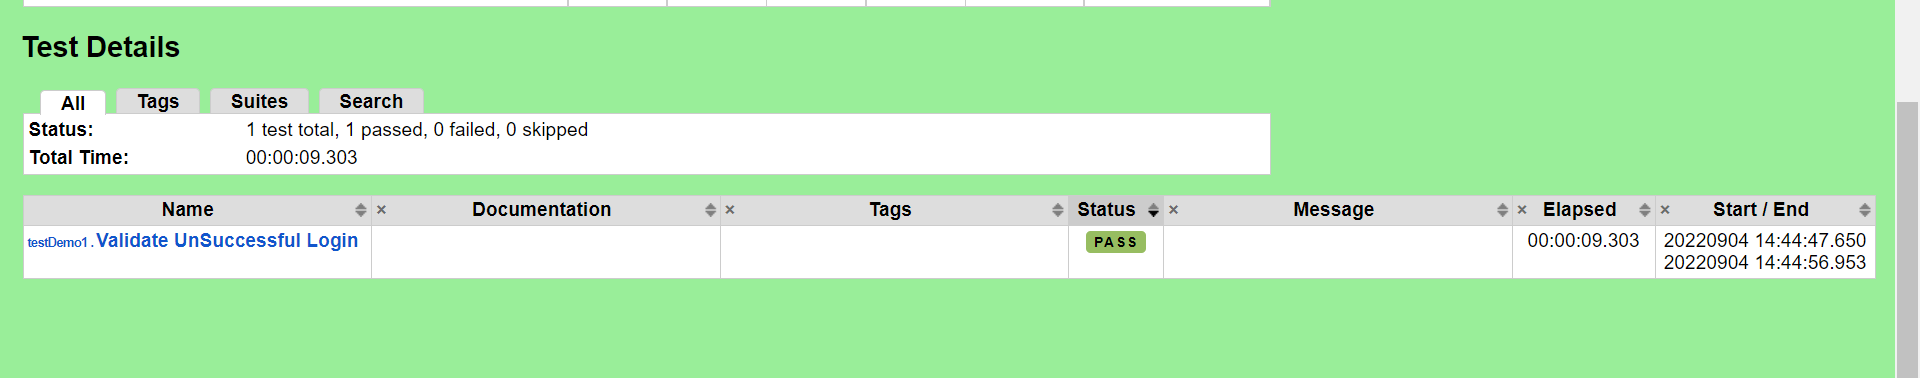 Test Details
All Tags Suites Search
Status: 1 test total, 1 passed, 0 failed, 0 skipped
Total Time: 00:00:09.303
Name × Documentation × Tags Status × Message × Elapsed × Start / End
testDemo1 . Validate UnSuccessful Login PASS 00:00:09.303 20220904 14:44:47.650
20220904 14:44:56.953